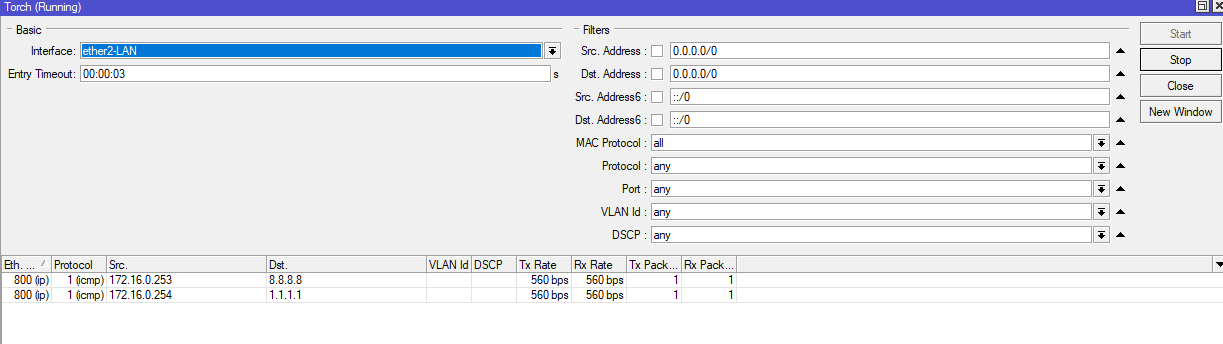 Torch (Running)
Basic
Interface: ether2-LAN
Entry Timeout: 00:00:03 s
Filters
Src. Address : 0.0.0.0/0
Dst. Address : 0.0.0.0/0
Src. Address6 : ::/0
Dst. Address6 : ::/0
MAC Protocol : all
Protocol : any
Port : any
VLAN Id : any
DSCP : any
Start
Stop
Close
New Window
Eth. ... Protocol Src. Dst. VLAN Id DSCP Tx Rate Rx Rate Tx Pack... Rx Pack...
800 (ip) 1 (icmp) 172.16.0.253 8.8.8.8 560 bps 560 bps 1 1
800 (ip) 1 (icmp) 172.16.0.254 1.1.1.1 560 bps 560 bps 1 1